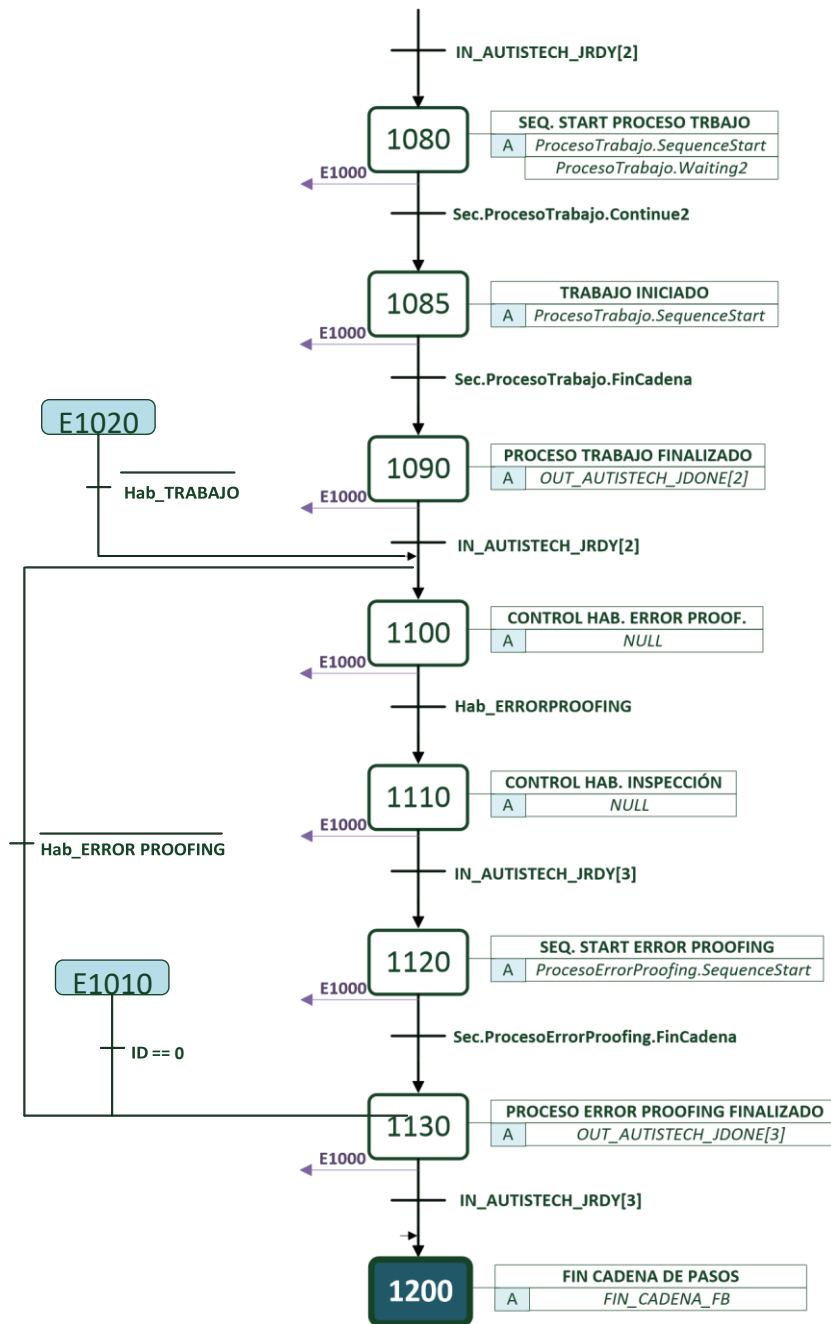 IN_AUTISTECH_JRDY[2]
1080
SEQ. START PROCESO TRBAJO
A ProcesoTrabajo.SequenceStart
ProcesoTrabajo.Waiting2
E1000
Sec.ProcesoTrabajo.Continue2
1085
TRABAJO INICIADO
A ProcesoTrabajo.SequenceStart
E1000
Sec.ProcesoTrabajo.FinCadena
E1020
Hab_TRABAJO
1090
PROCESO TRABAJO FINALIZADO
A OUT_AUTISTECH_JDONE[2]
E1000
IN_AUTISTECH_JRDY[2]
1100
CONTROL HAB. ERROR PROOF.
A NULL
E1000
Hab_ERRORPROOFING
1110
CONTROL HAB. INSPECCIÓN
A NULL
E1000
Hab_ERROR PROOFING
IN_AUTISTECH_JRDY[3]
1120
SEQ. START ERROR PROOFING
A ProcesoErrorProofing.SequenceStart
E1000
E1010
ID == 0
Sec.ProcesoErrorProofing.FinCadena
1130
PROCESO ERROR PROOFING FINALIZADO
A OUT_AUTISTECH_JDONE[3]
E1000
IN_AUTISTECH_JRDY[3]
1200
FIN CADENA DE PASOS
A FIN_CADENA_FB